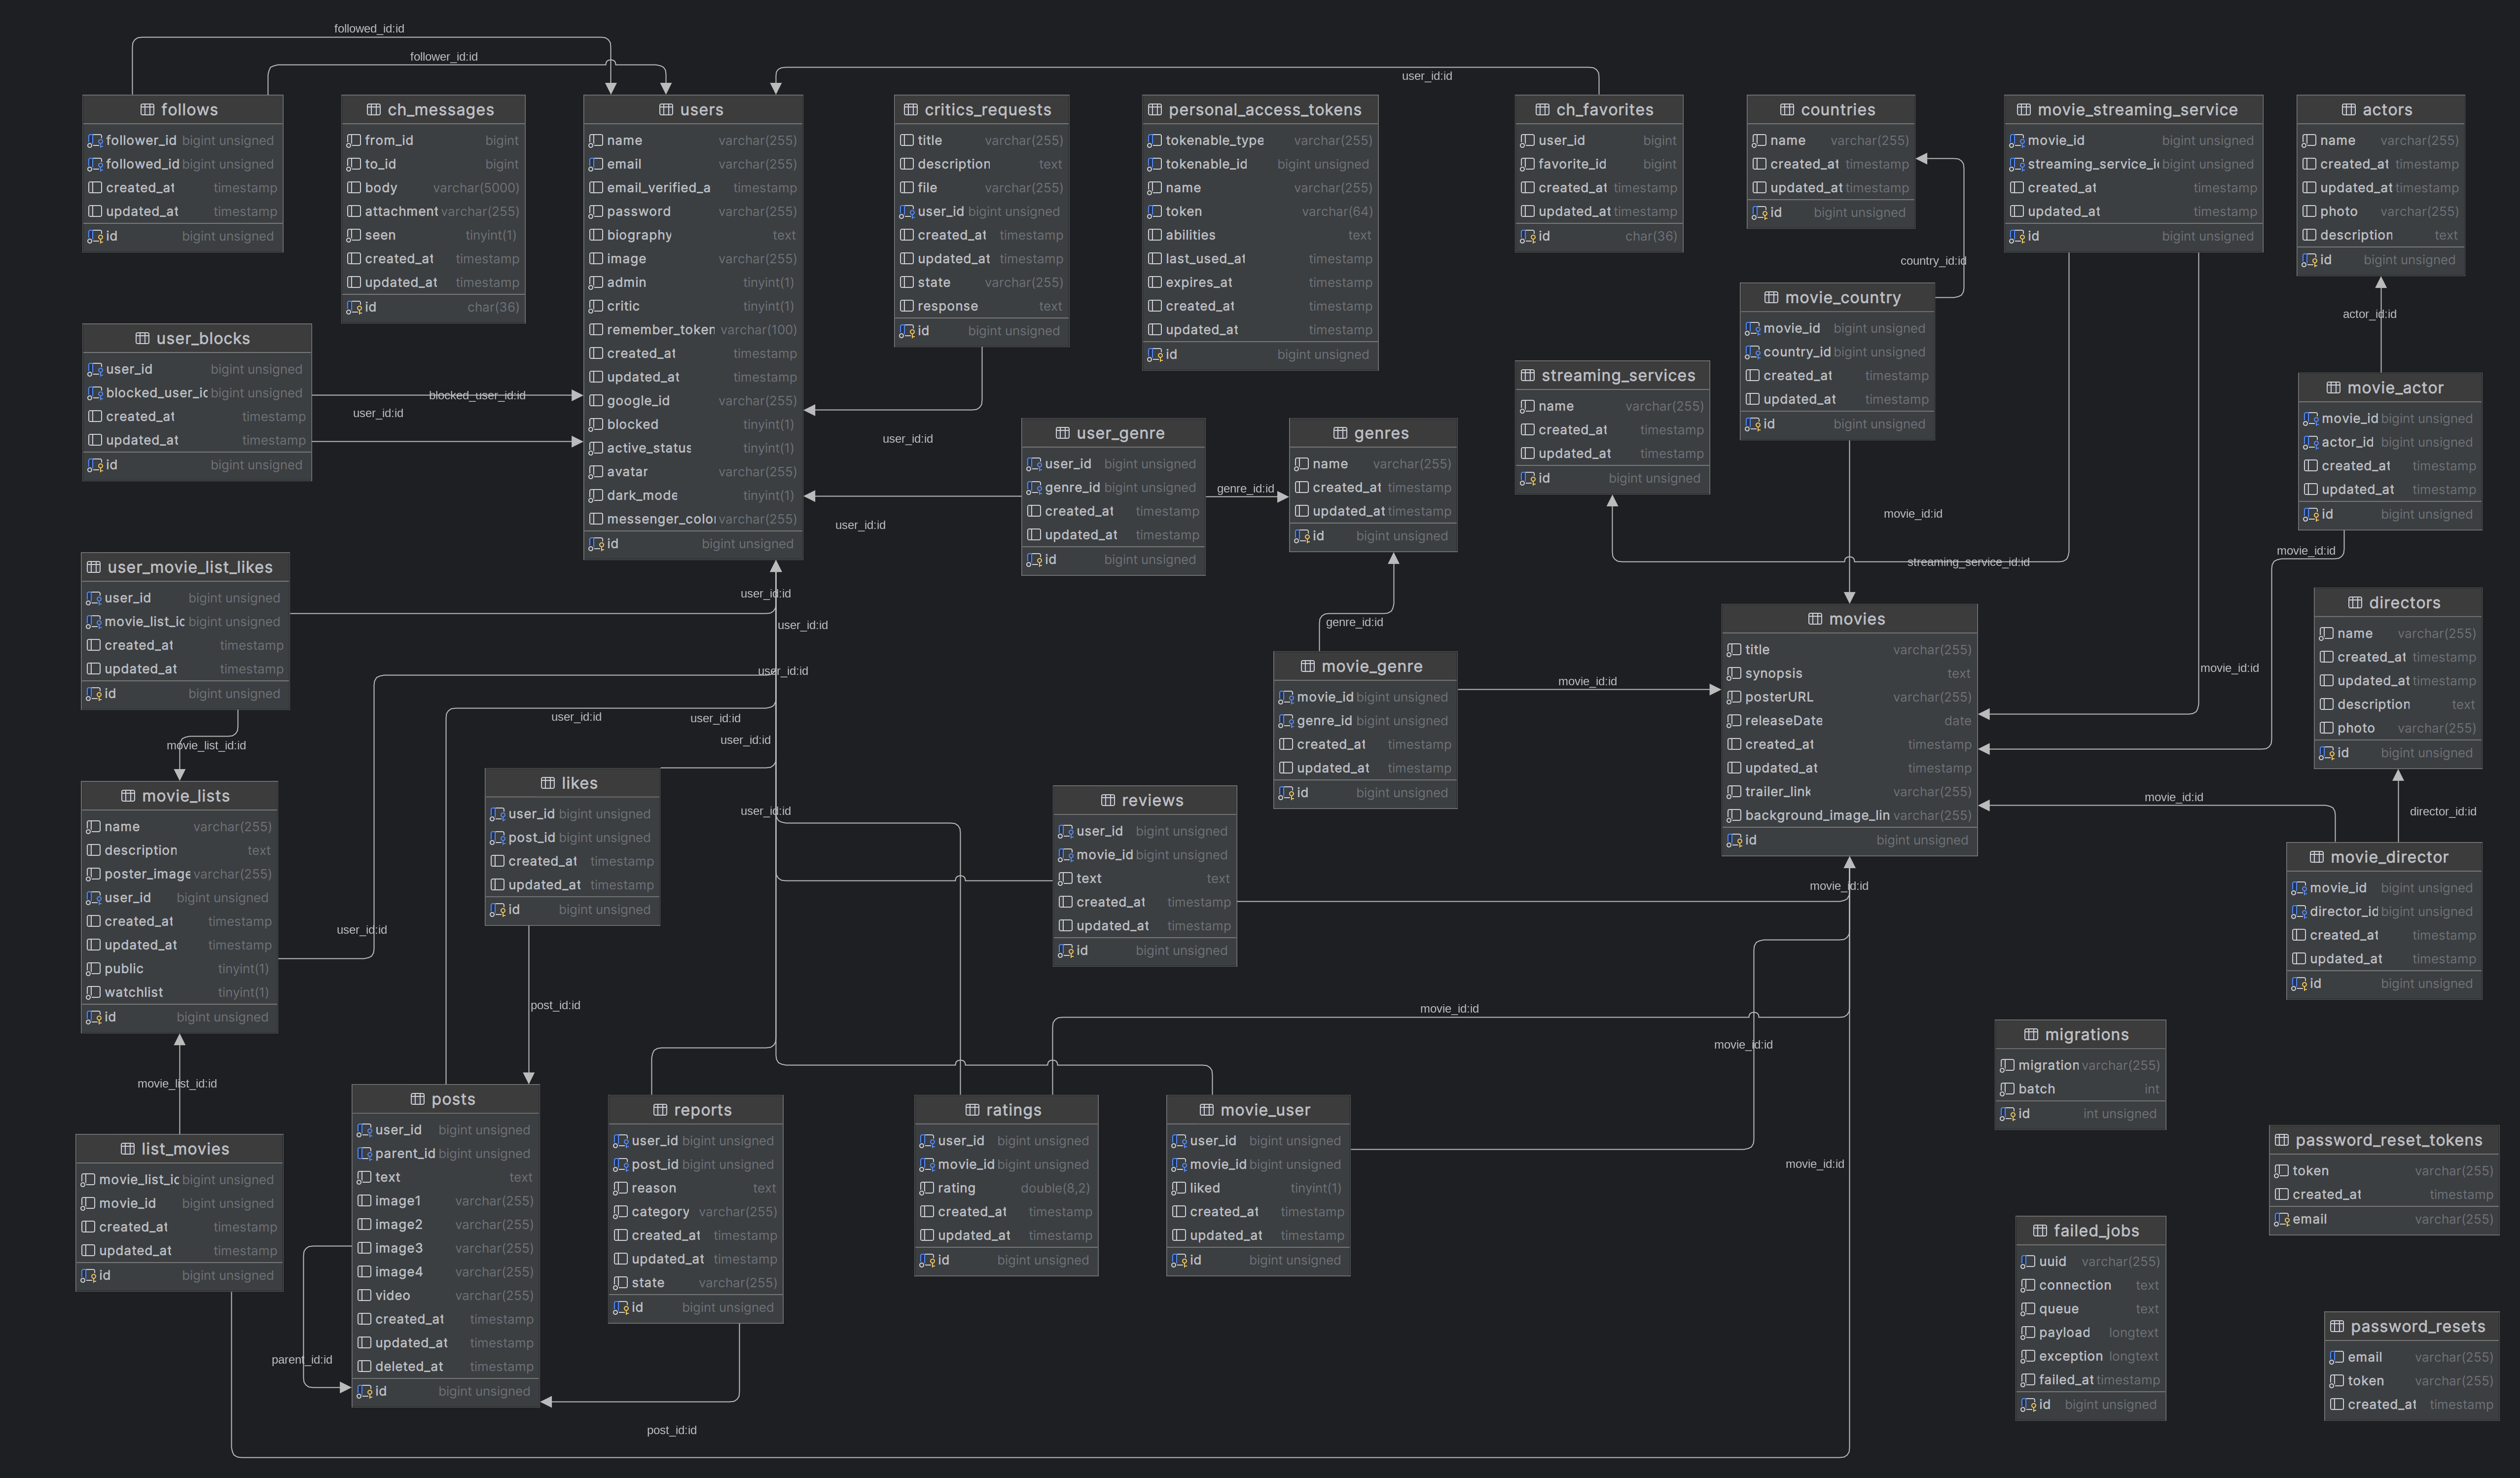 followed_id:id
follower_id:id
user_id:id
follows
follower_id bigint unsigned
followed_id bigint unsigned
created_at timestamp
updated_at timestamp
id bigint unsigned
ch_messages
from_id bigint
to_id bigint
body varchar(5000)
attachment varchar(255)
seen tinyint(1)
created_at timestamp
updated_at timestamp
id char(36)
users
name varchar(255)
email varchar(255)
email_verified_a timestamp
password varchar(255)
biography text
image varchar(255)
admin tinyint(1)
critic tinyint(1)
remember_token varchar(100)
created_at timestamp
updated_at timestamp
google_id varchar(255)
blocked tinyint(1)
active_status tinyint(1)
avatar varchar(255)
dark_mode tinyint(1)
messenger_color varchar(255)
id bigint unsigned
critics_requests
title varchar(255)
description text
file varchar(255)
user_id bigint unsigned
created_at timestamp
updated_at timestamp
state varchar(255)
response text
id bigint unsigned
personal_access_tokens
tokenable_type varchar(255)
tokenable_id bigint unsigned
name varchar(255)
token varchar(64)
abilities text
last_used_at timestamp
expires_at timestamp
created_at timestamp
updated_at timestamp
id bigint unsigned
ch_favorites
user_id bigint
favorite_id bigint
created_at timestamp
updated_at timestamp
id char(36)
countries
name varchar(255)
created_at timestamp
updated_at timestamp
id bigint unsigned
movie_streaming_service
movie_id bigint unsigned
streaming_service_id bigint unsigned
created_at timestamp
updated_at timestamp
id bigint unsigned
actors
name varchar(255)
created_at timestamp
updated_at timestamp
photo varchar(255)
description text
id bigint unsigned
country_id:id
actor_id:id
user_blocks
user_id bigint unsigned
blocked_user_id bigint unsigned
created_at timestamp
updated_at timestamp
id bigint unsigned
blocked_user_id:id
user_id:id
user_id:id
movie_country
movie_id bigint unsigned
country_id bigint unsigned
created_at timestamp
updated_at timestamp
id bigint unsigned
streaming_services
name varchar(255)
created_at timestamp
updated_at timestamp
id bigint unsigned
movie_actor
movie_id bigint unsigned
actor_id bigint unsigned
created_at timestamp
updated_at timestamp
id bigint unsigned
user_genre
user_id bigint unsigned
genre_id bigint unsigned
created_at timestamp
updated_at timestamp
id bigint unsigned
genre_id:id
user_id:id
genres
name varchar(255)
created_at timestamp
updated_at timestamp
id bigint unsigned
movie_id:id
streaming_service_id:id
movie_id:id
user_movie_list_likes
user_id bigint unsigned
movie_list_id bigint unsigned
created_at timestamp
updated_at timestamp
id bigint unsigned
user_id:id
user_id:id
user_id:id
user_id:id
user_id:id
user_id:id
user_id:id
genre_id:id
movie_genre
movie_id bigint unsigned
genre_id bigint unsigned
created_at timestamp
updated_at timestamp
id bigint unsigned
movie_id:id
movies
title varchar(255)
synopsis text
posterURL varchar(255)
releaseDate date
created_at timestamp
updated_at timestamp
trailer_link varchar(255)
background_image_lin varchar(255)
id bigint unsigned
movie_id:id
directors
name varchar(255)
created_at timestamp
updated_at timestamp
description text
photo varchar(255)
id bigint unsigned
movie_id:id
director_id:id
movie_list_id:id
movie_lists
name varchar(255)
description text
poster_image varchar(255)
user_id bigint unsigned
created_at timestamp
updated_at timestamp
public tinyint(1)
watchlist tinyint(1)
id bigint unsigned
user_id:id
likes
user_id bigint unsigned
post_id bigint unsigned
created_at timestamp
updated_at timestamp
id bigint unsigned
reviews
user_id bigint unsigned
movie_id bigint unsigned
text text
created_at timestamp
updated_at timestamp
id bigint unsigned
movie_id:id
movie_director
movie_id bigint unsigned
director_id bigint unsigned
created_at timestamp
updated_at timestamp
id bigint unsigned
post_id:id
movie_id:id
movie_id:id
migrations
migration varchar(255)
batch int
id int unsigned
movie_list_id:id
list_movies
movie_list_id bigint unsigned
movie_id bigint unsigned
created_at timestamp
updated_at timestamp
id bigint unsigned
posts
user_id bigint unsigned
parent_id bigint unsigned
text text
image1 varchar(255)
image2 varchar(255)
image3 varchar(255)
image4 varchar(255)
video varchar(255)
created_at timestamp
updated_at timestamp
deleted_at timestamp
id bigint unsigned
parent_id:id
reports
user_id bigint unsigned
post_id bigint unsigned
reason text
category varchar(255)
created_at timestamp
updated_at timestamp
state varchar(255)
id bigint unsigned
post_id:id
ratings
user_id bigint unsigned
movie_id bigint unsigned
rating double(8,2)
created_at timestamp
updated_at timestamp
id bigint unsigned
movie_user
user_id bigint unsigned
movie_id bigint unsigned
liked tinyint(1)
created_at timestamp
updated_at timestamp
id bigint unsigned
movie_id:id
password_reset_tokens
token varchar(255)
created_at timestamp
email varchar(255)
failed_jobs
uuid varchar(255)
connection text
queue text
payload longtext
exception longtext
failed_at timestamp
id bigint unsigned
password_resets
email varchar(255)
token varchar(255)
created_at timestamp